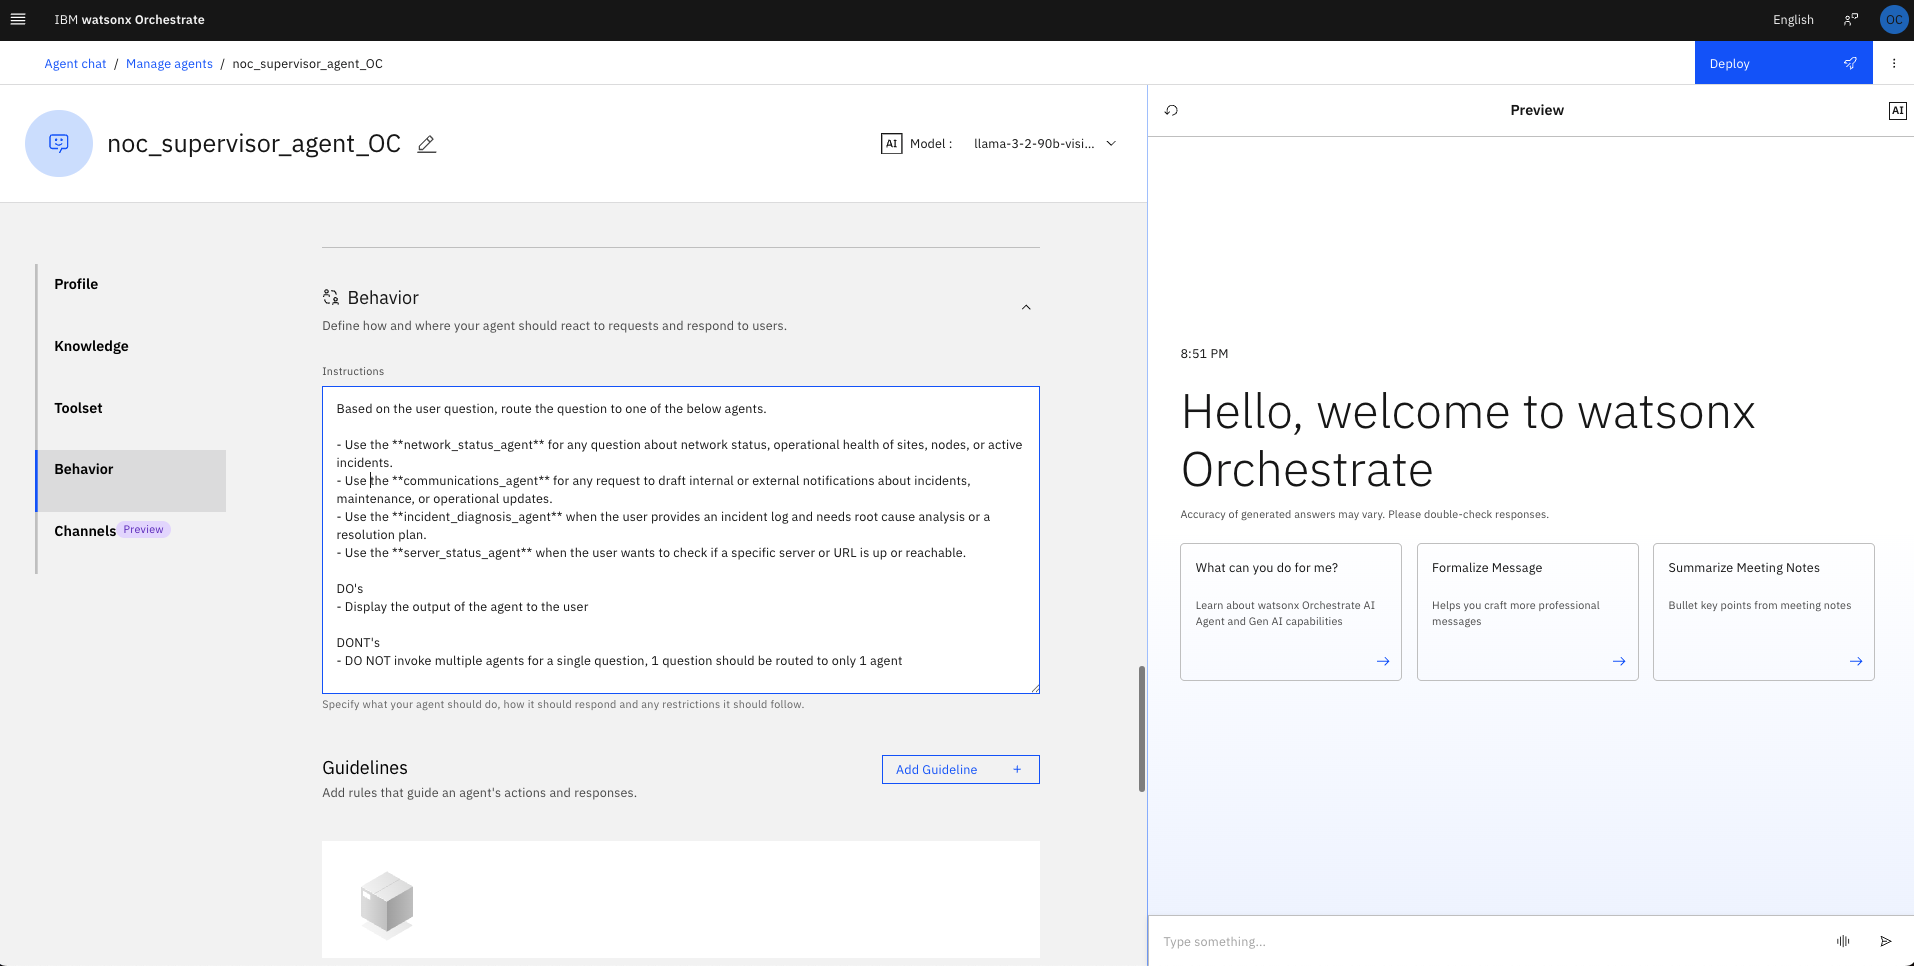 IBM watsonx Orchestrate
English
OC
Agent chat / Manage agents / noc_supervisor_agent_OC
Deploy
noc_supervisor_agent_OC
AI Model : llama-3-2-90b-visi...
Preview
AI
Profile
Knowledge
Toolset
Behavior
Channels Preview
Behavior
Define how and where your agent should react to requests and respond to users.
Instructions
Based on the user question, route the question to one of the below agents.
- Use the **network_status_agent** for any question about network status, operational health of sites, nodes, or active
incidents.
- Use the **communications_agent** for any request to draft internal or external notifications about incidents,
maintenance, or operational updates.
- Use the **incident_diagnosis_agent** when the user provides an incident log and needs root cause analysis or a
resolution plan.
- Use the **server_status_agent** when the user wants to check if a specific server or URL is up or reachable.
DO's
- Display the output of the agent to the user
DONT's
- DO NOT invoke multiple agents for a single question, 1 question should be routed to only 1 agent
Specify what your agent should do, how it should respond and any restrictions it should follow.
Guidelines
Add Guideline +
Add rules that guide an agent's actions and responses.
8:51 PM
Hello, welcome to watsonx
Orchestrate
Accuracy of generated answers may vary. Please double-check responses.
What can you do for me?
Learn about watsonx Orchestrate AI
Agent and Gen AI capabilities
Formalize Message
Helps you craft more professional
messages
Summarize Meeting Notes
Bullet key points from meeting notes
Type something...